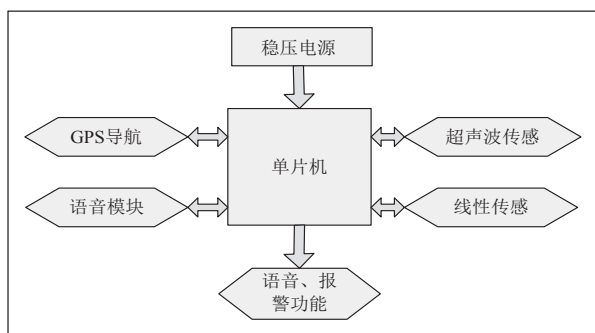 稳压电源
GPS导航
单片机
超声波传感
语音模块
线性传感
语音、报
警功能